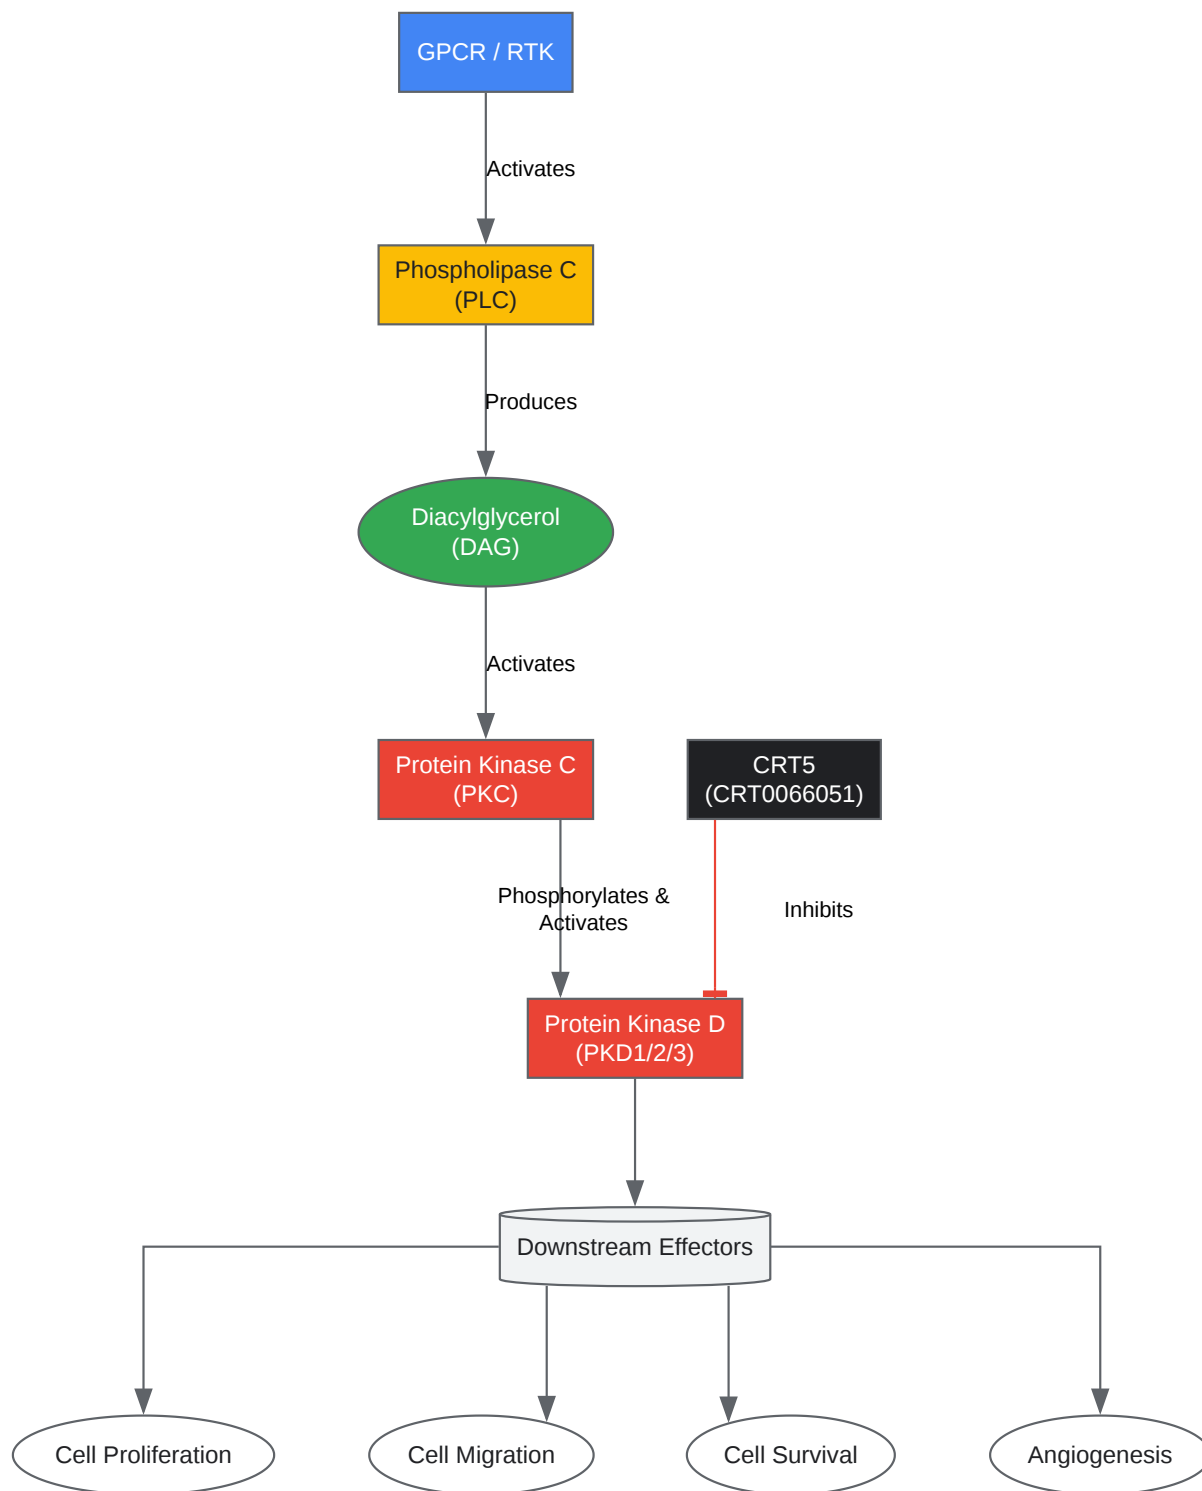 GPCR / RTK
Activates
Phospholipase C
(PLC)
Produces
Diacylglycerol
(DAG)
Activates
Protein Kinase C
(PKC)
CRT5
(CRT0066051)
Phosphorylates &
Activates
Inhibits
Protein Kinase D
(PKD1/2/3)
Downstream Effectors
Cell Proliferation
Cell Migration
Cell Survival
Angiogenesis